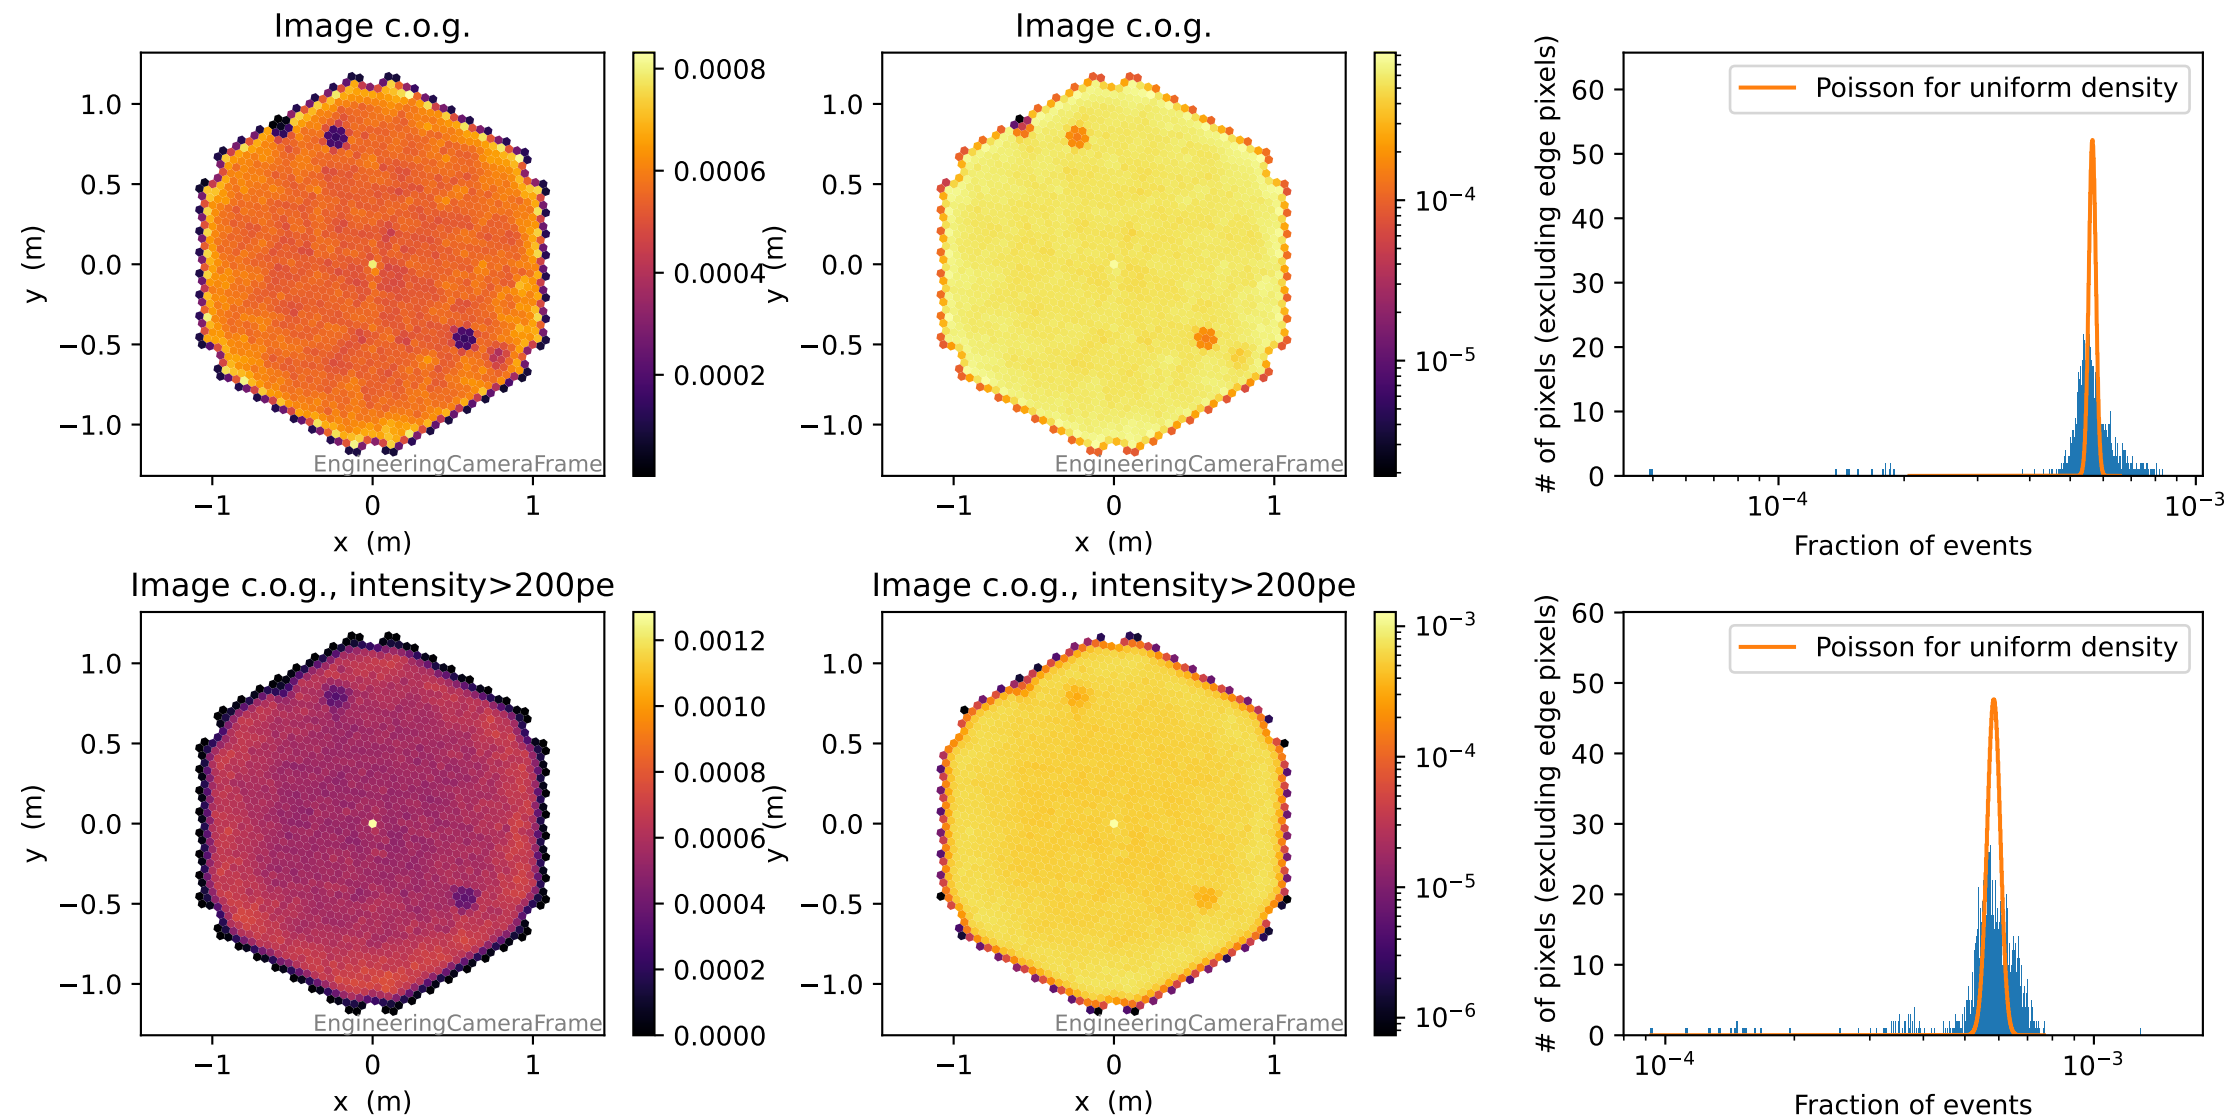 Image c.o.g.
y (m)
1.0
0.5
0.0
−0.5
−1.0
EngineeringCameraFrame
−1 0 1
x (m)
0.0008
0.0006
0.0004
0.0002
Image c.o.g.
y (m)
1.0
0.5
0.0
−0.5
−1.0
EngineeringCameraFrame
−1 0 1
x (m)
10⁻⁴
10⁻⁵
# of pixels (excluding edge pixels)
60
50
40
30
20
10
0
Poisson for uniform density
10⁻⁴ 10⁻³
Fraction of events
Image c.o.g., intensity>200pe
y (m)
1.0
0.5
0.0
−0.5
−1.0
EngineeringCameraFrame
−1 0 1
x (m)
0.0012
0.0010
0.0008
0.0006
0.0004
0.0002
0.0000
Image c.o.g., intensity>200pe
y (m)
1.0
0.5
0.0
−0.5
−1.0
EngineeringCameraFrame
−1 0 1
x (m)
10⁻³
10⁻⁴
10⁻⁵
10⁻⁶
# of pixels (excluding edge pixels)
60
50
40
30
20
10
0
Poisson for uniform density
10⁻⁴ 10⁻³
Fraction of events